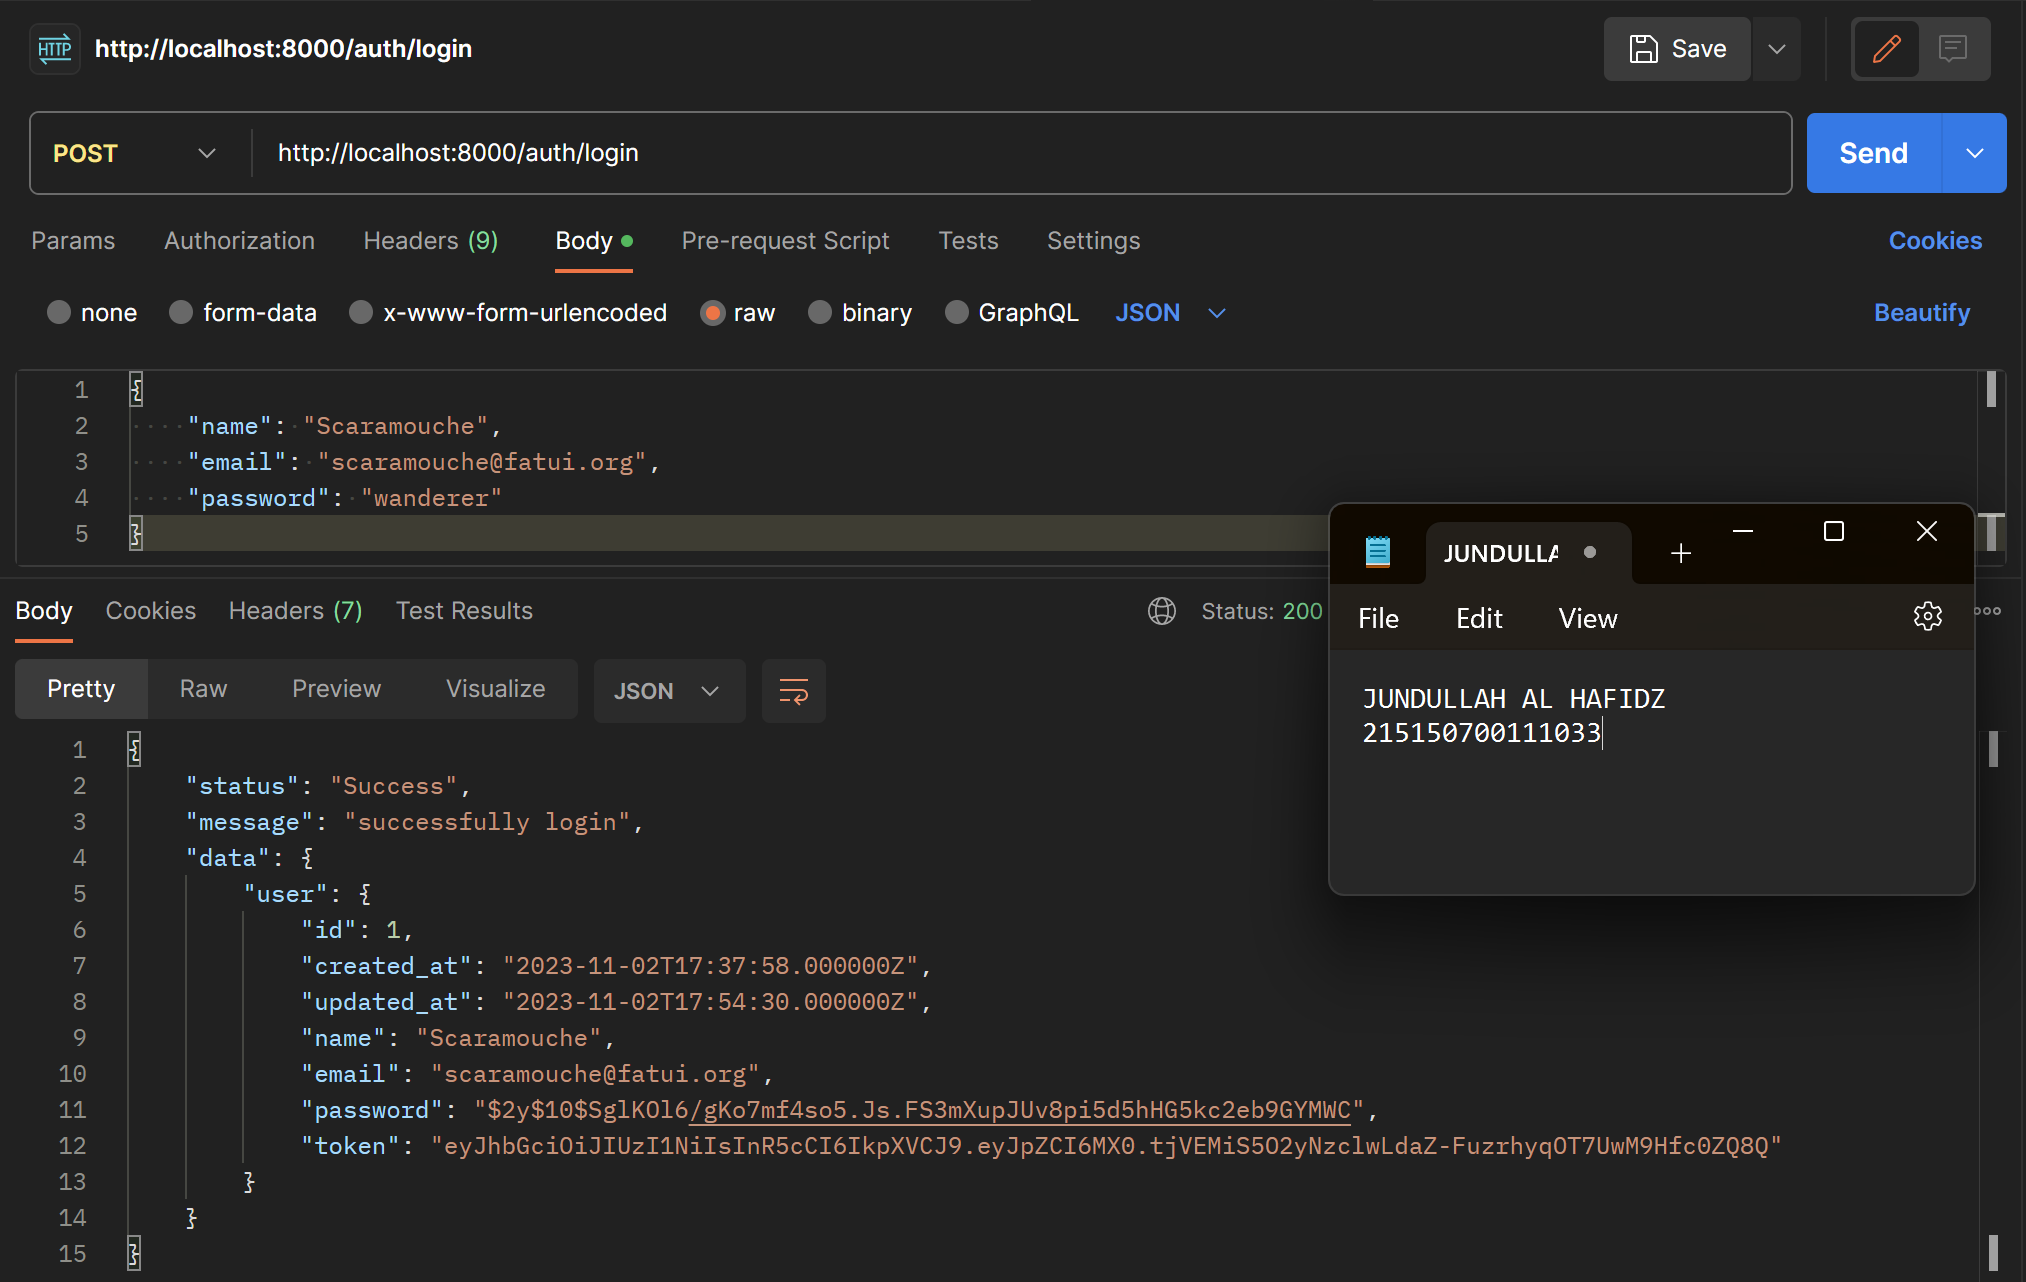 HTTP http://localhost:8000/auth/login Save
POST http://localhost:8000/auth/login Send
Params Authorization Headers (9) Body Pre-request Script Tests Settings Cookies
none form-data x-www-form-urlencoded raw binary GraphQL JSON Beautify
1 {
2 "name": "Scaramouche",
3 "email": "scaramouche@fatui.org",
4 "password": "wanderer"
5 }
JUNDULLA
File Edit View
JUNDULLAH AL HAFIDZ
215150700111033
Body Cookies Headers (7) Test Results Status: 200
Pretty Raw Preview Visualize JSON
1 {
2 "status": "Success",
3 "message": "successfully login",
4 "data": {
5 "user": {
6 "id": 1,
7 "created_at": "2023-11-02T17:37:58.000000Z",
8 "updated_at": "2023-11-02T17:54:30.000000Z",
9 "name": "Scaramouche",
10 "email": "scaramouche@fatui.org",
11 "password": "$2y$10$SglKOl6/gKo7mf4so5.Js.FS3mXupJUv8pi5d5hHG5kc2eb9GYMWC",
12 "token": "eyJhbGciOiJIUzI1NiIsInR5cCI6IkpXVCJ9.eyJpZCI6MX0.tjVEMiS5O2yNzclwLdaZ-FuzrhyqOT7UwM9Hfc0ZQ8Q"
13 }
14 }
15 }